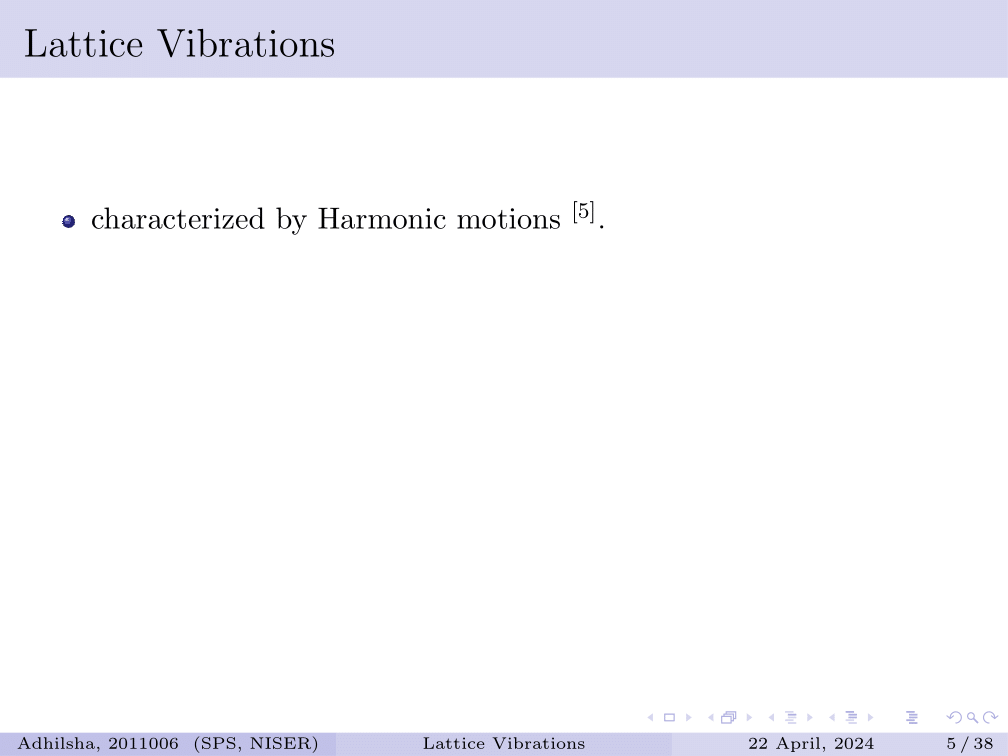 Lattice Vibrations
characterized by Harmonic motions [5].
Adhilsha, 2011006 (SPS, NISER) Lattice Vibrations 22 April, 2024 5 / 38